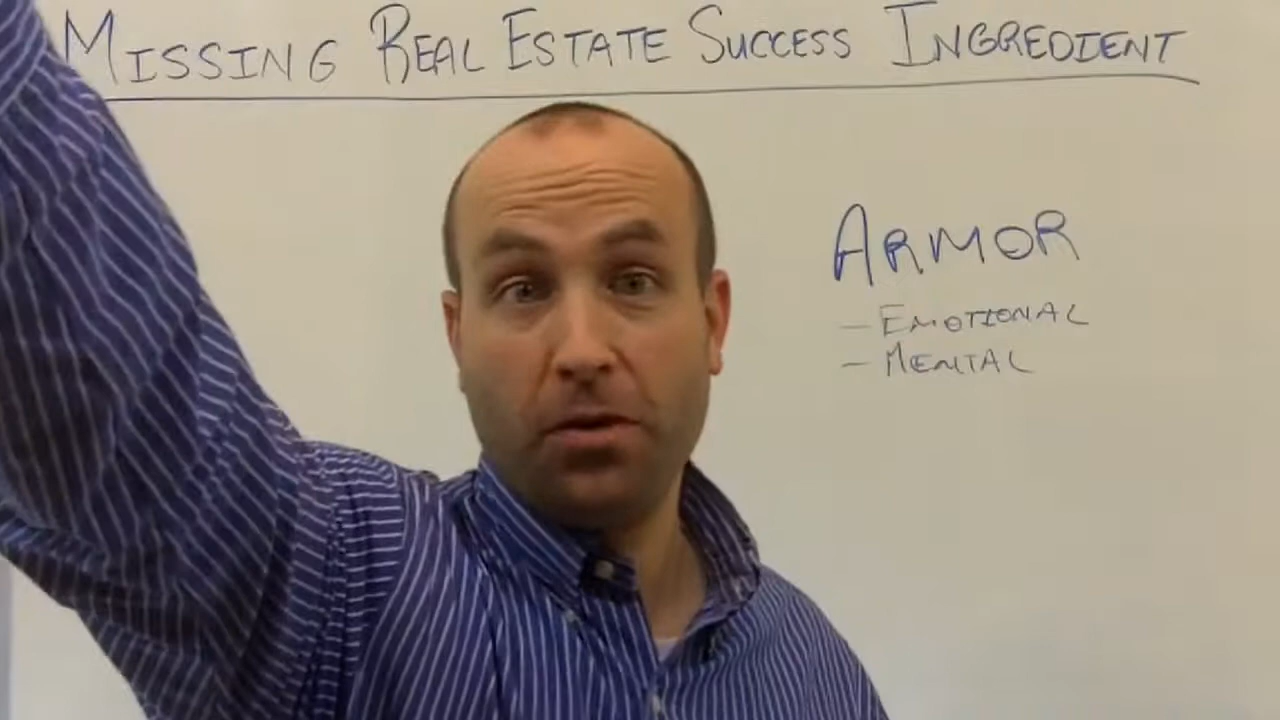 MISSING REAL ESTATE SUCCESS INGREDIENT
ARMOR
- EMOTIONAL
- MENTAL